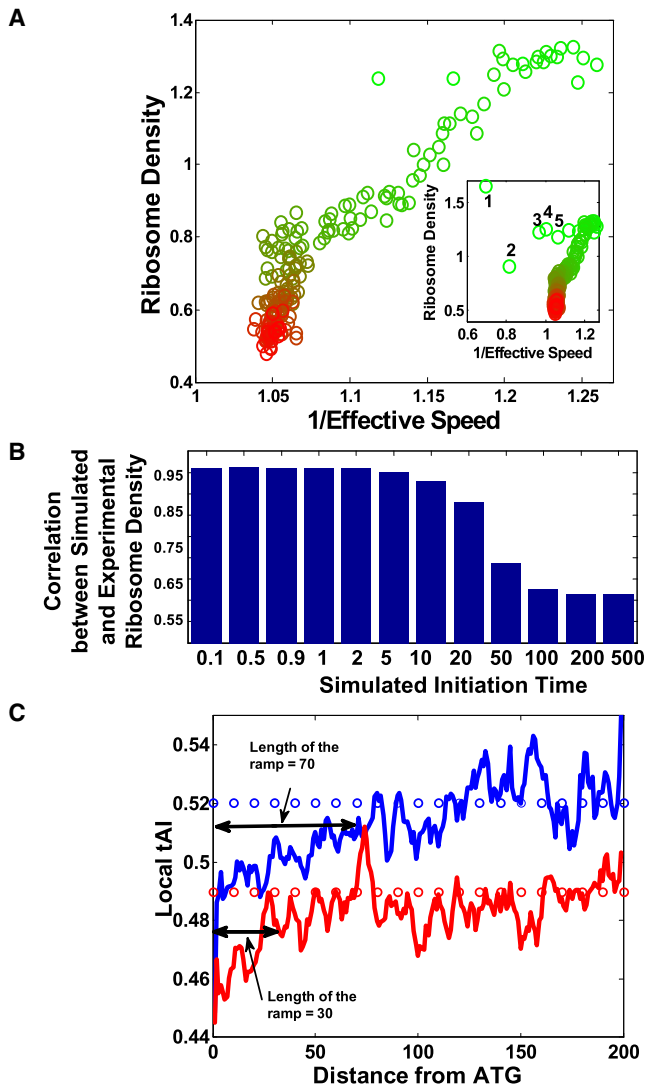 A
Ribosome Density
1.4
1.2
1
0.8
0.6
0.4
1
1.05
1.1
1.15
1.2
1.25
1/Effective Speed
Ribosome Density
1.5
1
0.5
0.6
0.8
1
1.2
1/Effective Speed
1
2
3
4
5
B
Correlation
between Simulated
and Experimental
Ribosome Density
0.95
0.85
0.75
0.65
0.55
0.1 0.5 0.9 1 2 5 10 20 50 100 200 500
Simulated Initiation Time
C
Local tAI
0.54
0.52
0.5
0.48
0.46
0.44
Length of the
ramp = 70
Length of the
ramp = 30
0 50 100 150 200
Distance from ATG